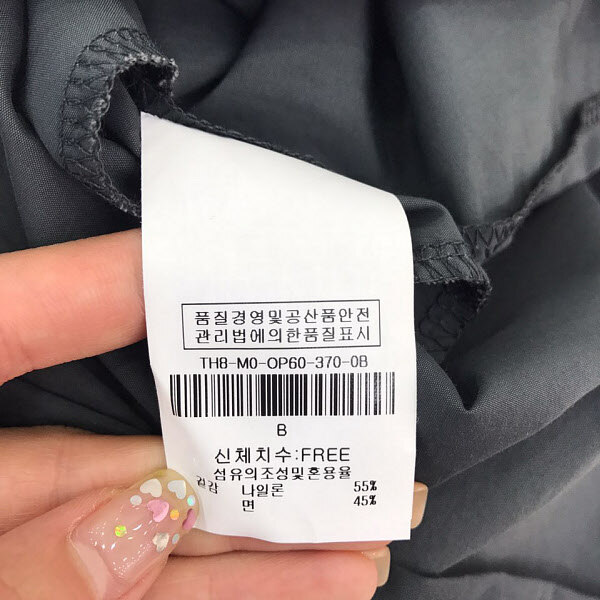 품질경영및공산품안전
관리법에의한품질표시
TH8-MO-OP60-370-0B
B
신체치수:FREE
섬유의조성및혼용율
겉감 나일론 55%
면 45%